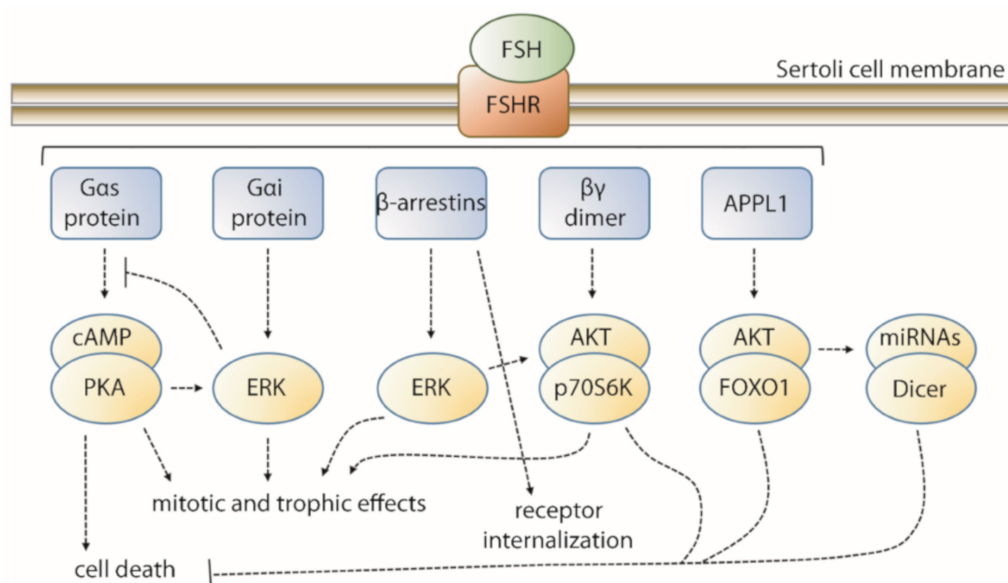 FSH
Sertoli cell membrane
FSHR
Gαs
protein
Gαi
protein
β-arrestins
βγ
dimer
APPL1
cAMP
PKA
ERK
ERK
AKT
p70S6K
AKT
FOXO1
miRNAs
Dicer
mitotic and trophic effects
receptor
internalization
cell death